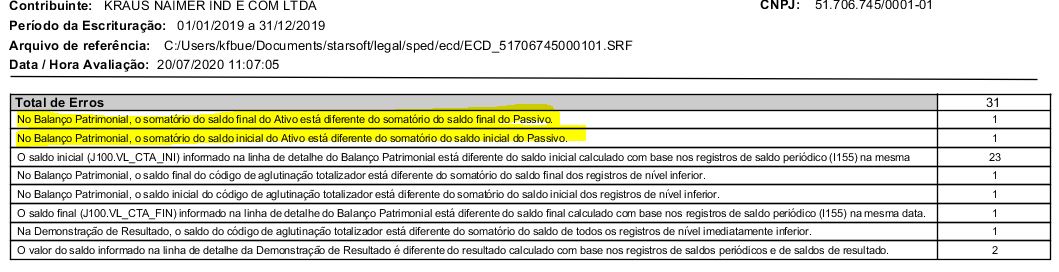 Contribuinte: KRAUS NAIMER IND E COM LTDA CNPJ: 51.706.745/0001-01
Período da Escrituração: 01/01/2019 a 31/12/2019
Arquivo de referência: C:/Users/kfbue/Documents/starsoft/legal/sped/ecd/ECD_51706745000101.SRF
Data / Hora Avaliação: 20/07/2020 11:07:05
Total de Erros 31
No Balanço Patrimonial, o somatório do saldo final do Ativo está diferente do somatório do saldo final do Passivo. 1
No Balanço Patrimonial, o somatório do saldo inicial do Ativo está diferente do somatório do saldo inicial do Passivo. 1
O saldo inicial (J100.VL_CTA_INI) informado na linha de detalhe do Balanço Patrimonial está diferente do saldo inicial calculado com base nos registros de saldo periódico (I155) na mesma 23
No Balanço Patrimonial, o saldo final do código de aglutinação totalizador está diferente do somatório do saldo final dos registros de nível inferior. 1
No Balanço Patrimonial, o saldo inicial do código de aglutinação totalizador está diferente do somatório do saldo inicial dos registros de nível inferior. 1
O saldo final (J100.VL_CTA_FIN) informado na linha de detalhe do Balanço Patrimonial está diferente do saldo final calculado com base nos registros de saldo periódico (I155) na mesma data. 1
Na Demonstração de Resultado, o saldo do código de aglutinação totalizador está diferente do somatório do saldo de todos os registros de nível imediatamente inferior. 1
O valor do saldo informado na linha de detalhe da Demonstração de Resultado é diferente do resultado calculado com base nos registros de saldos periódicos e de saldos de resultado. 2